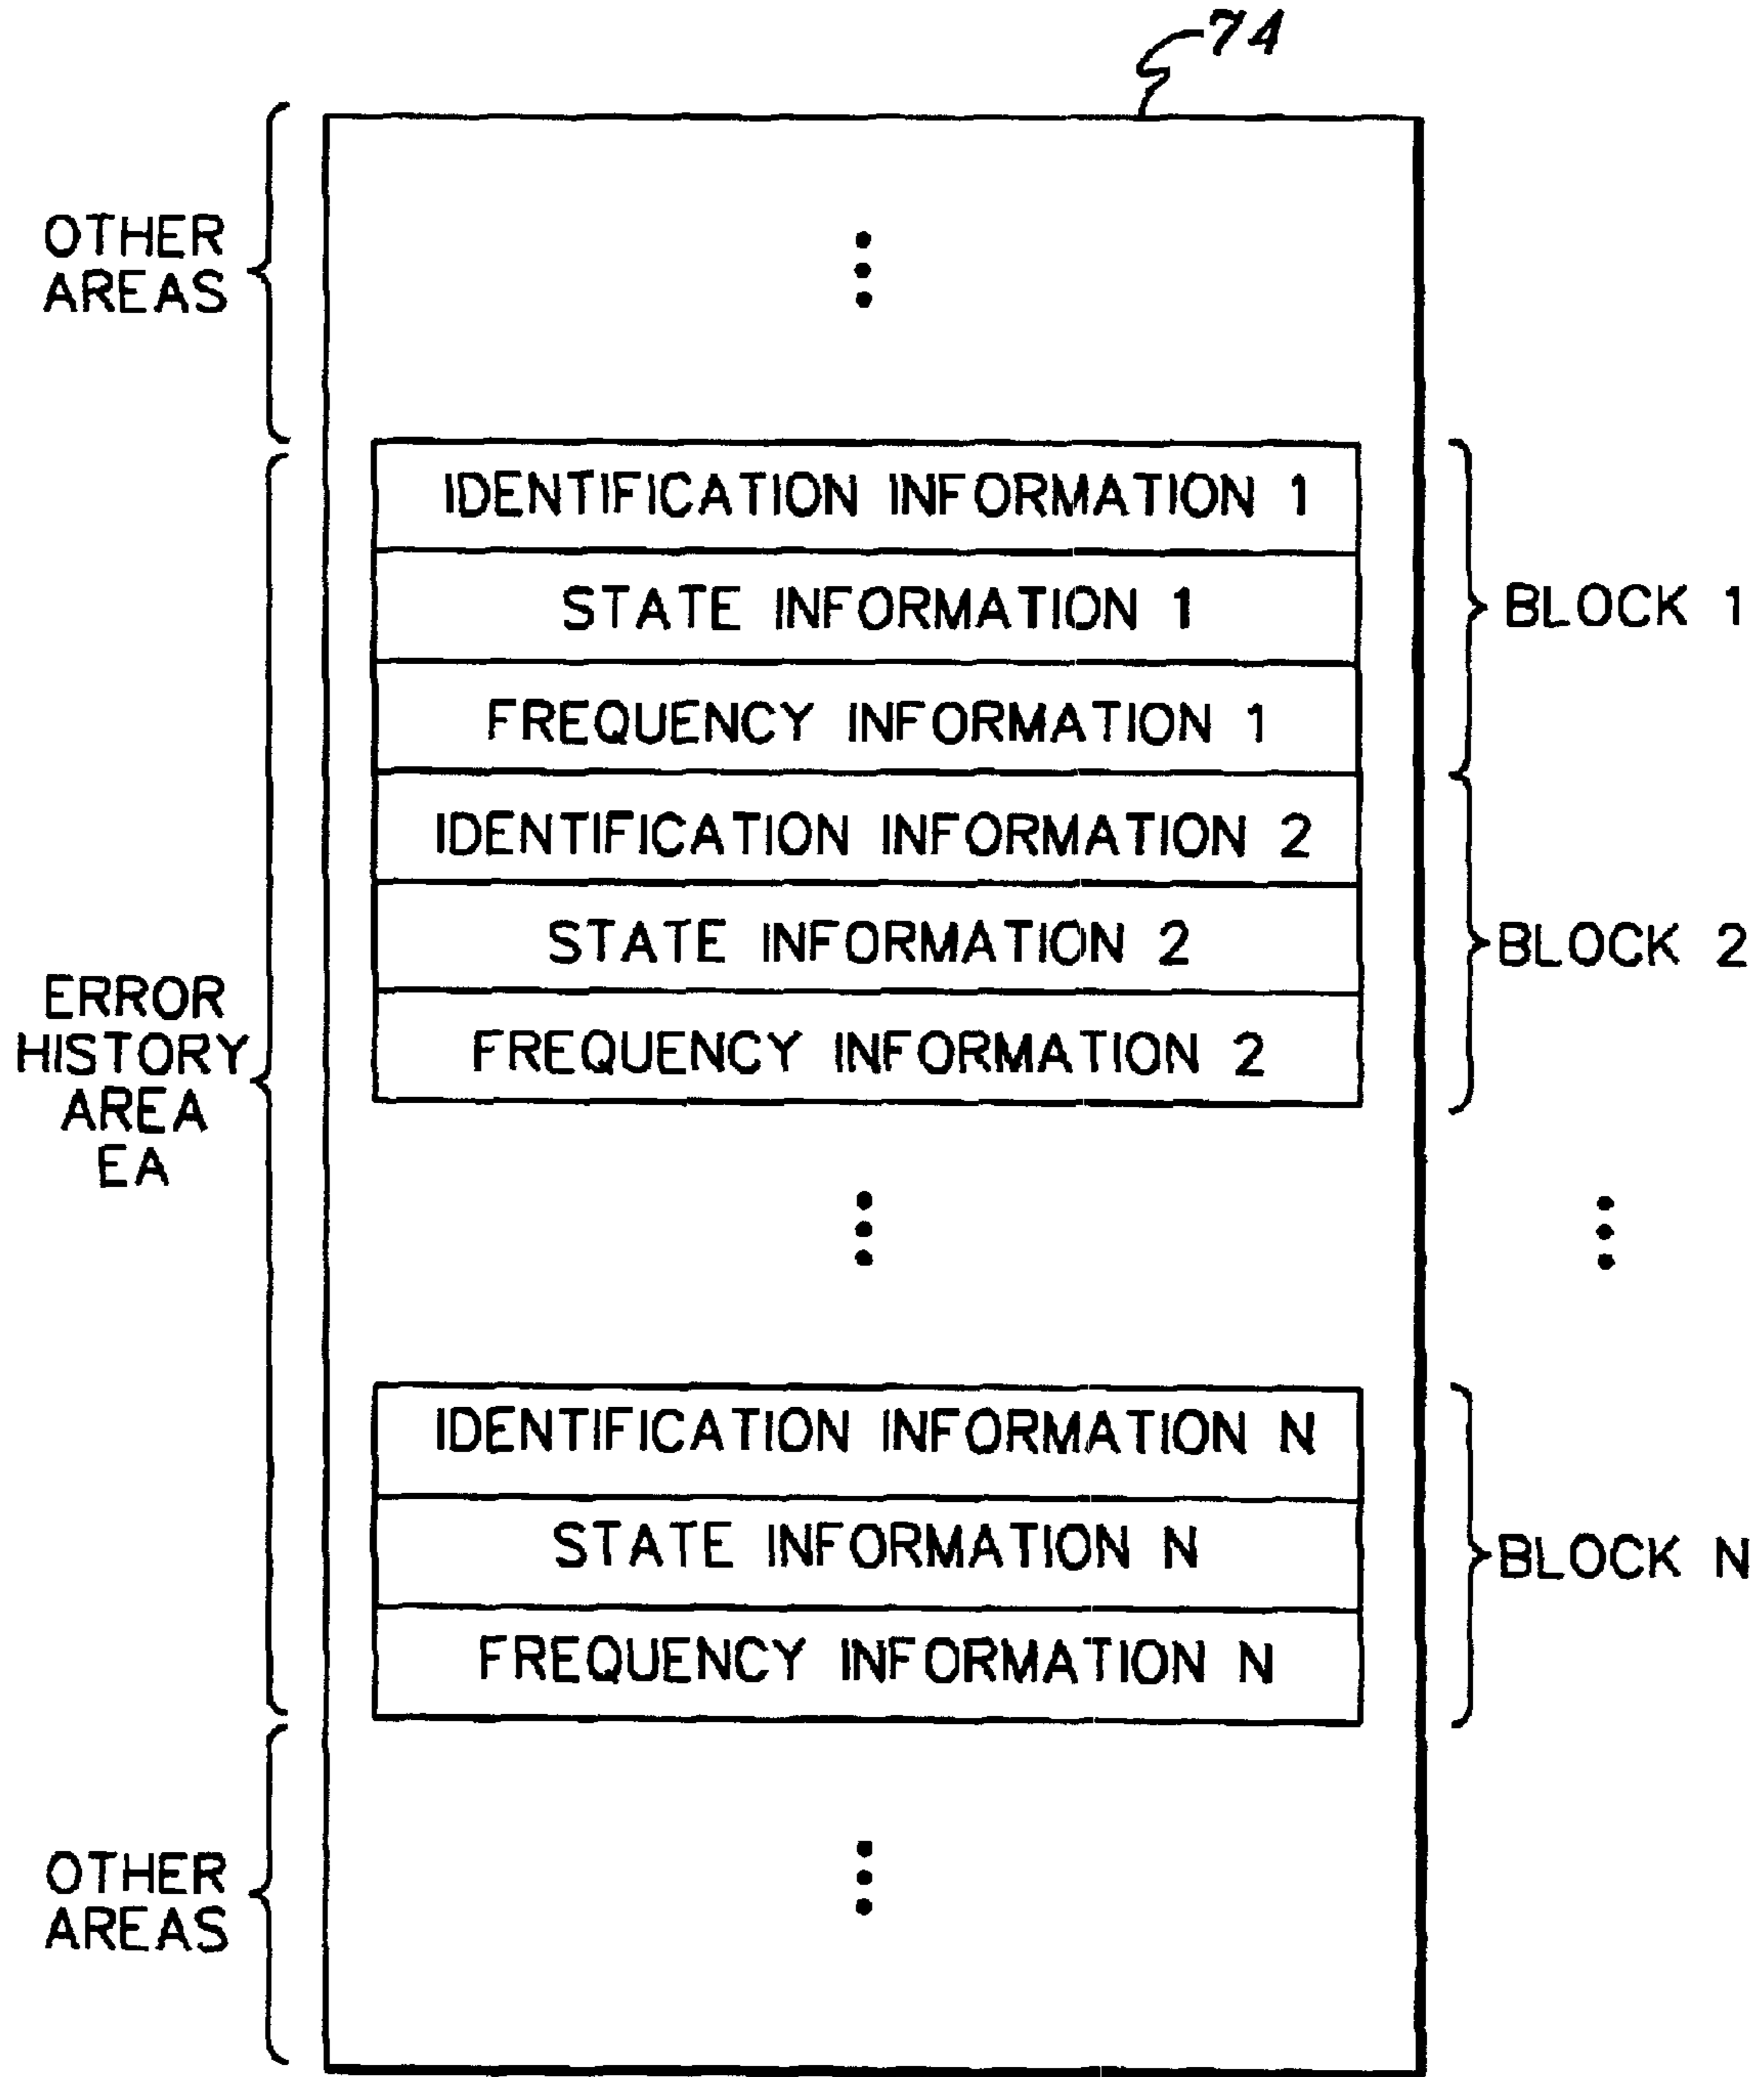 74
OTHER
AREAS
IDENTIFICATION INFORMATION 1
STATE INFORMATION 1
FREQUENCY INFORMATION 1
BLOCK 1
IDENTIFICATION INFORMATION 2
STATE INFORMATION 2
FREQUENCY INFORMATION 2
BLOCK 2
ERROR
HISTORY
AREA
EA
IDENTIFICATION INFORMATION N
STATE INFORMATION N
FREQUENCY INFORMATION N
BLOCK N
OTHER
AREAS